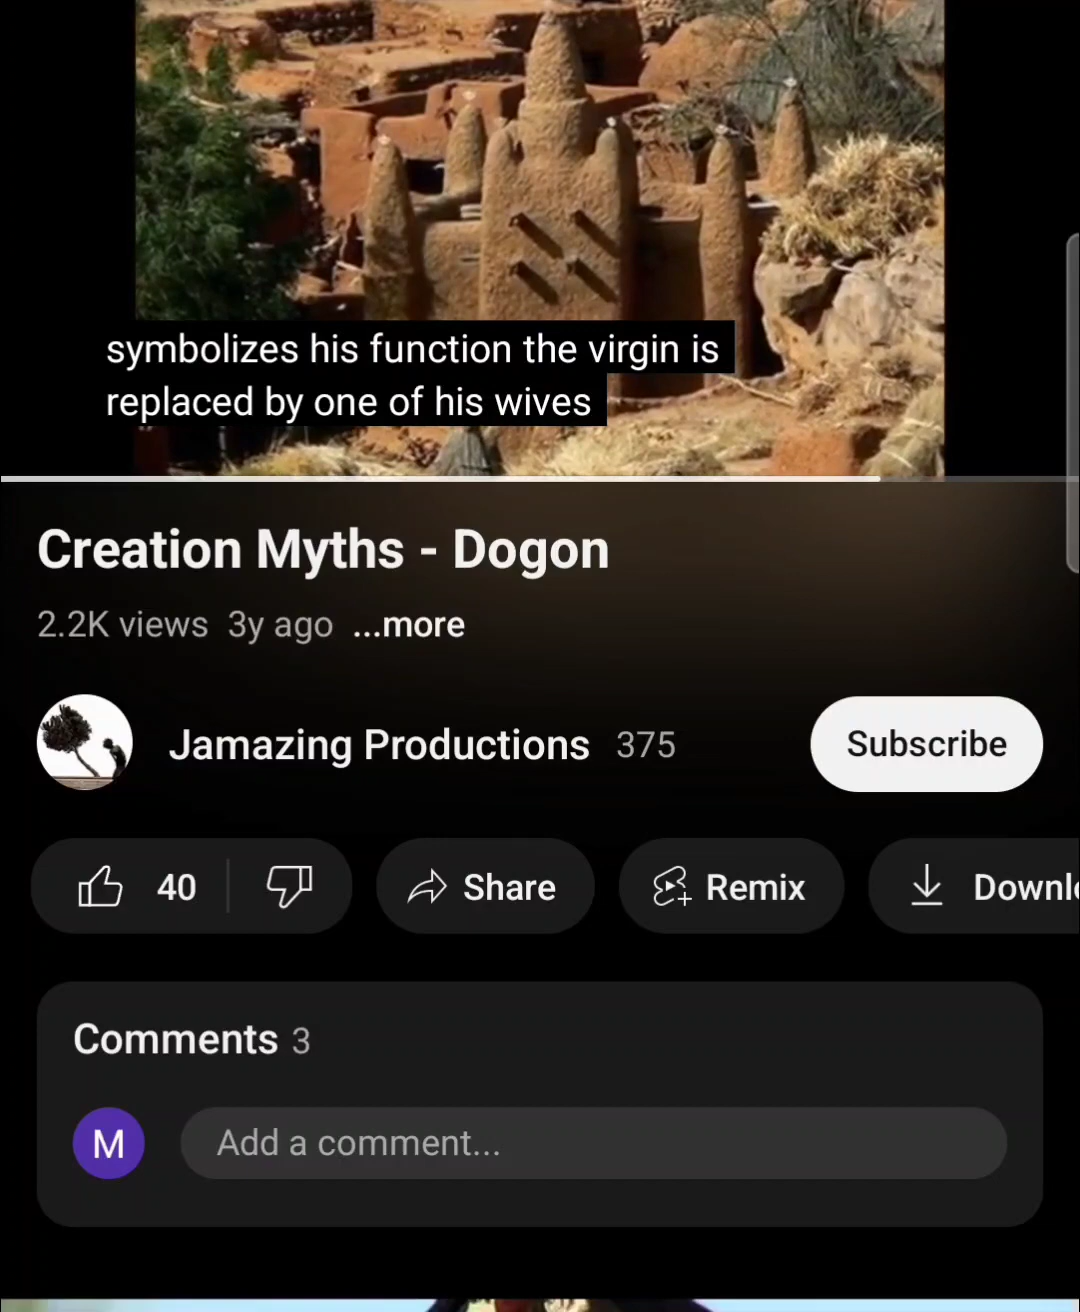 symbolizes his function the virgin is
replaced by one of his wives
Creation Myths - Dogon
2.2K views 3y ago ...more
Jamazing Productions 375
Subscribe
40
Share
Remix
Downlo
Comments 3
M
Add a comment...